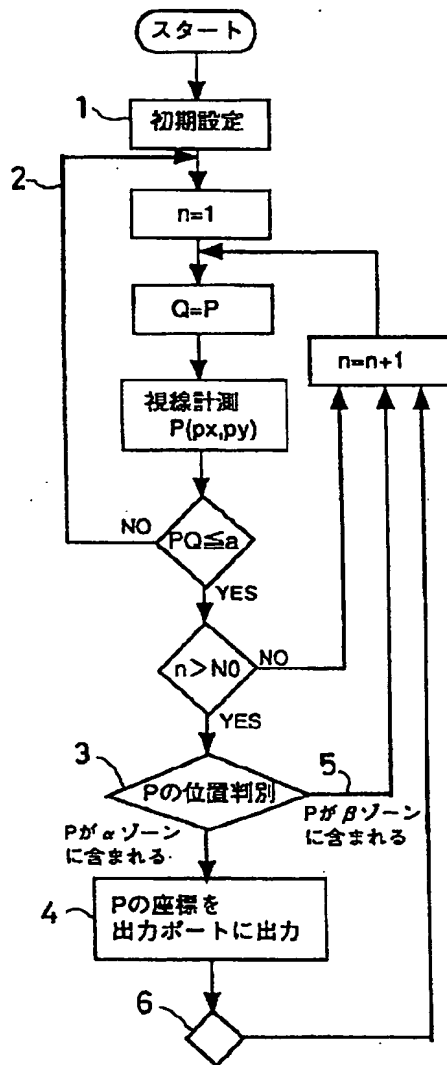 スタート
1
初期設定
2
n=1
Q=P
n=n+1
視線計測
P(px,py)
NO
PQ≦a
YES
n>N0
NO
YES
3
Pの位置判別
5
Pがαゾーン
に含まれる
Pがβゾーン
に含まれる
4
Pの座標を
出力ポートに出力
6